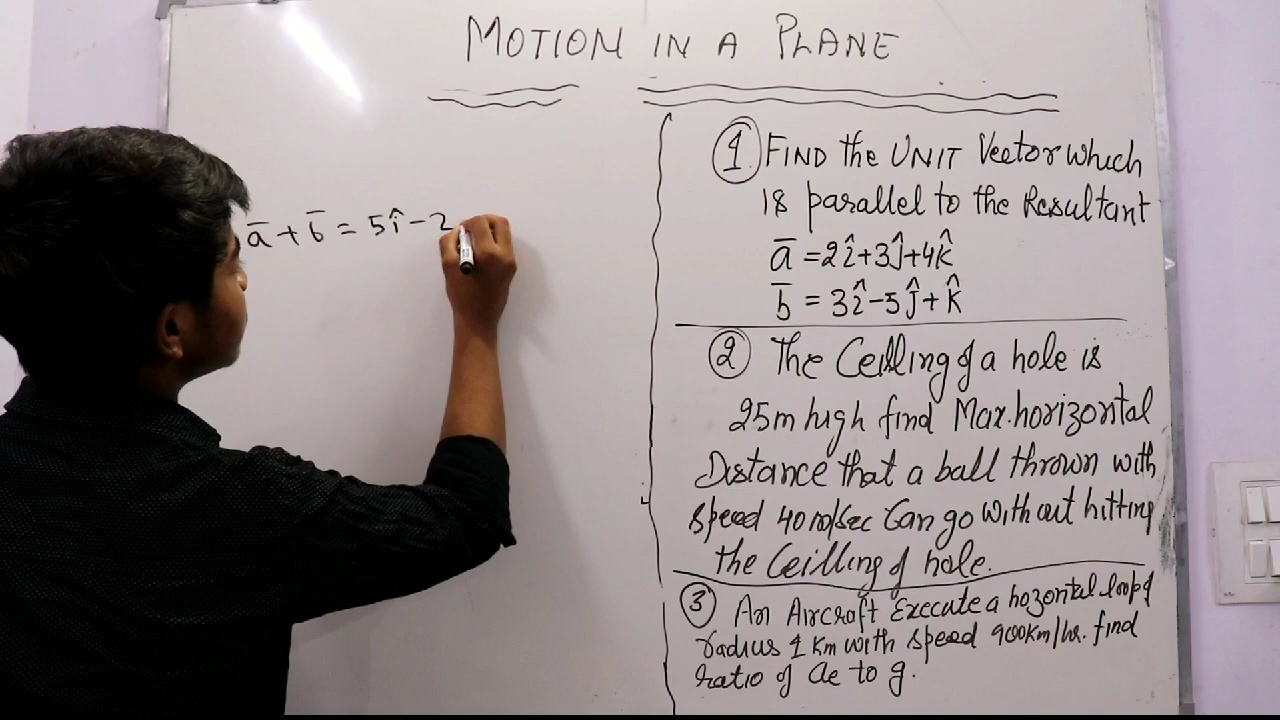 MOTION IN A PLANE
a̅ + b̅ = 5î - 2
① FIND the UNIT Vector which
is parallel to the Resultant
a̅ = 2î+3ĵ+4k̂
b̅ = 3î-5ĵ+k̂
② The Ceilling of a hole is
25m high find Max. horizontal
Distance that a ball thrown with
speed 40 m/sec Can go without hitting
the Ceilling of hole.
③ An Aircraft Execute a hozontal loop of
radius 1 Km with speed 900km/hr. find
ratio of ac to g.